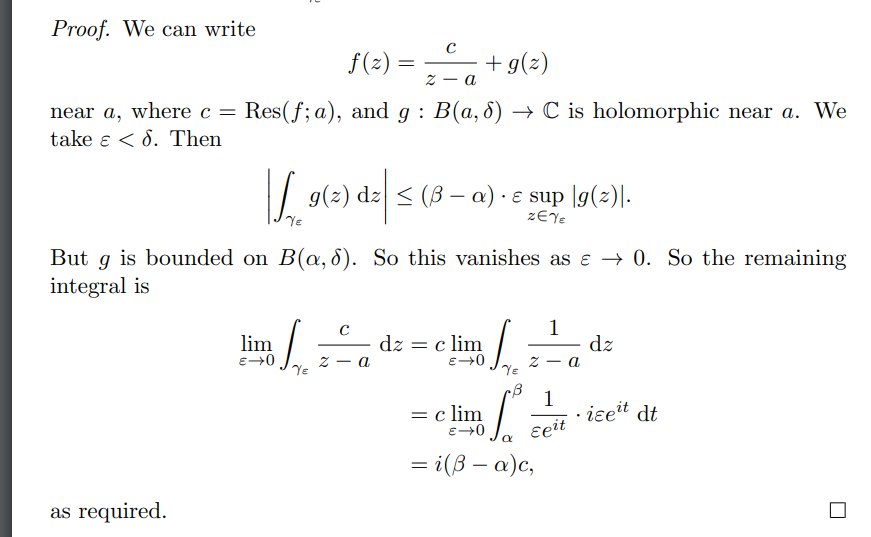 Proof. We can write
f(z) = c/(z − a) + g(z)
near a, where c = Res(f; a), and g : B(a, δ) → ℂ is holomorphic near a. We
take ε < δ. Then
|∫_{γ_ε} g(z) dz| ≤ (β − α) · ε sup_{z∈γ_ε} |g(z)|.
But g is bounded on B(α, δ). So this vanishes as ε → 0. So the remaining
integral is
lim_{ε→0} ∫_{γ_ε} c/(z − a) dz = c lim_{ε→0} ∫_{γ_ε} 1/(z − a) dz
= c lim_{ε→0} ∫_α^β 1/(εe^{it}) · iεe^{it} dt
= i(β − α)c,
as required. □